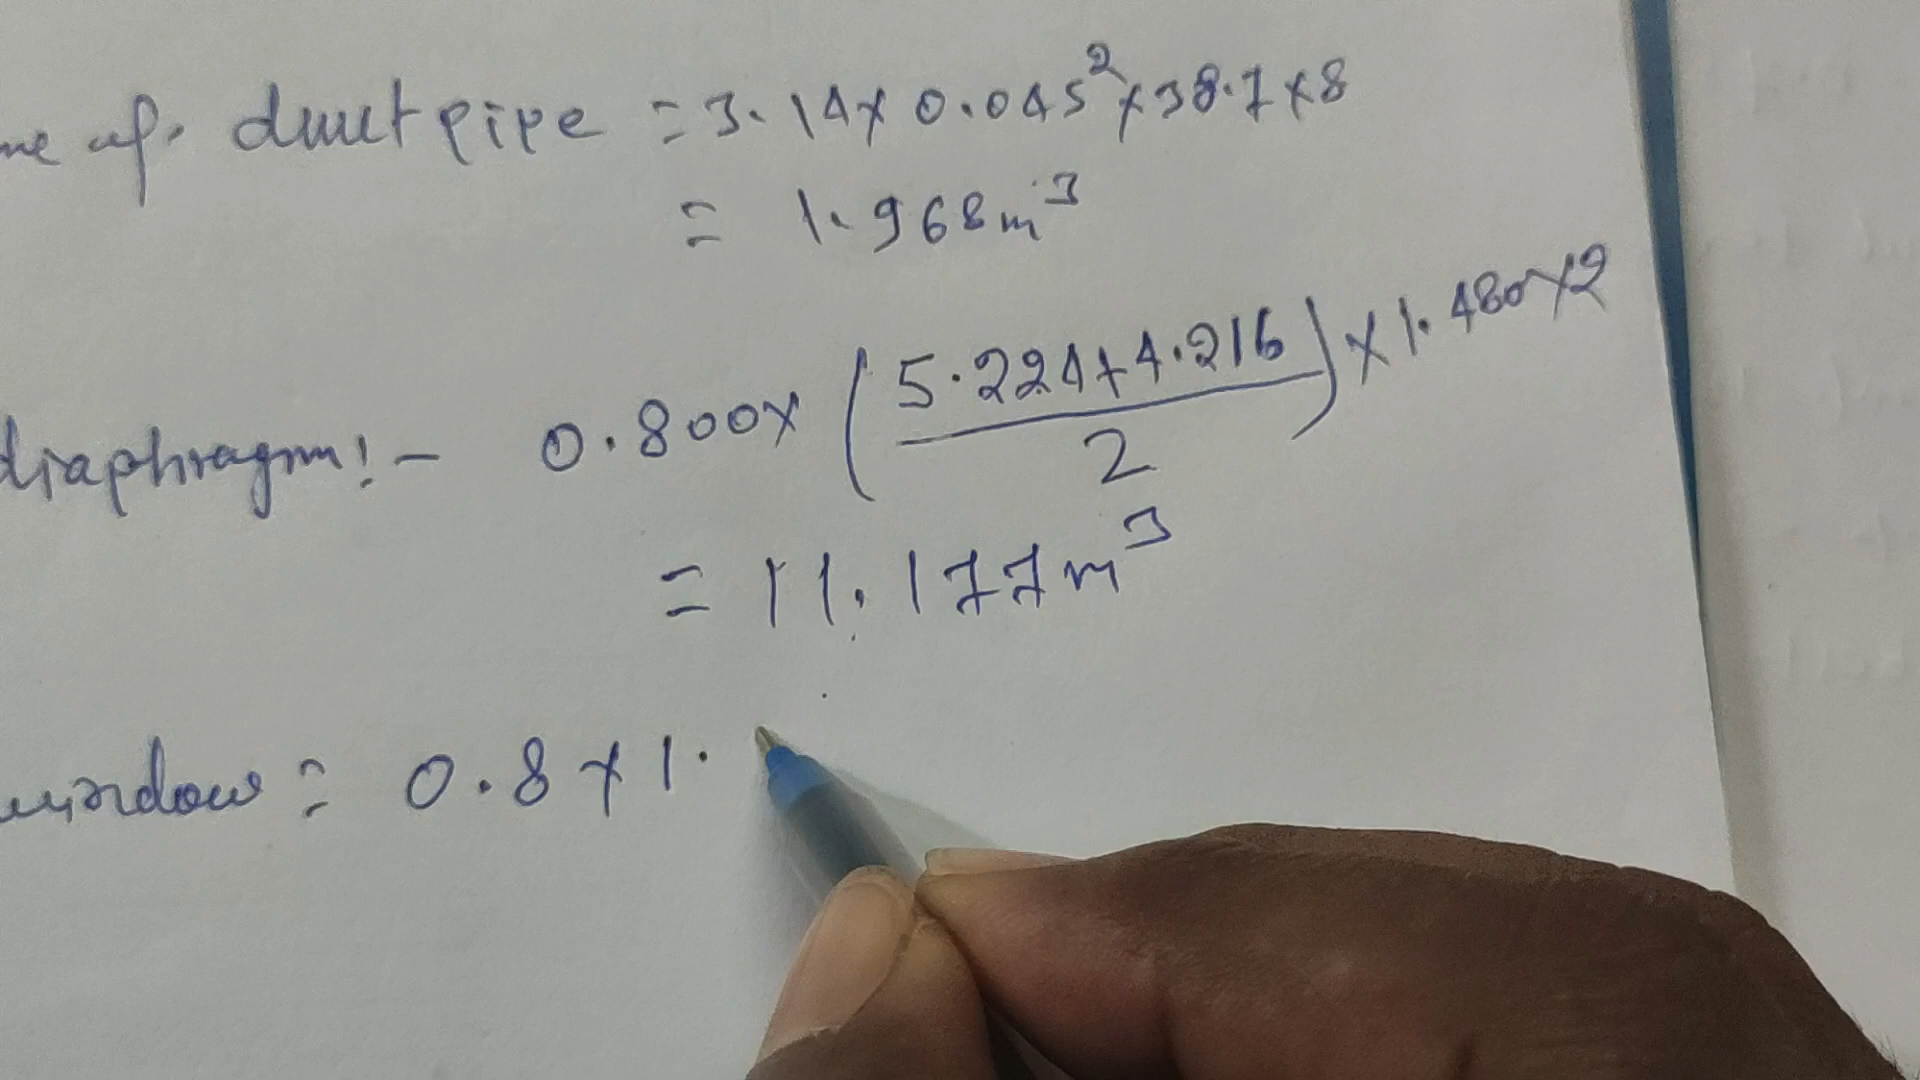 of duct pipe = 3.14 x 0.045² x 38.7 x 8
= 1.968 m³
diaphragm :- 0.800 x (5.224 + 4.216 / 2) x 1.480 x 2
= 11.177 m³
window = 0.8 x 1.